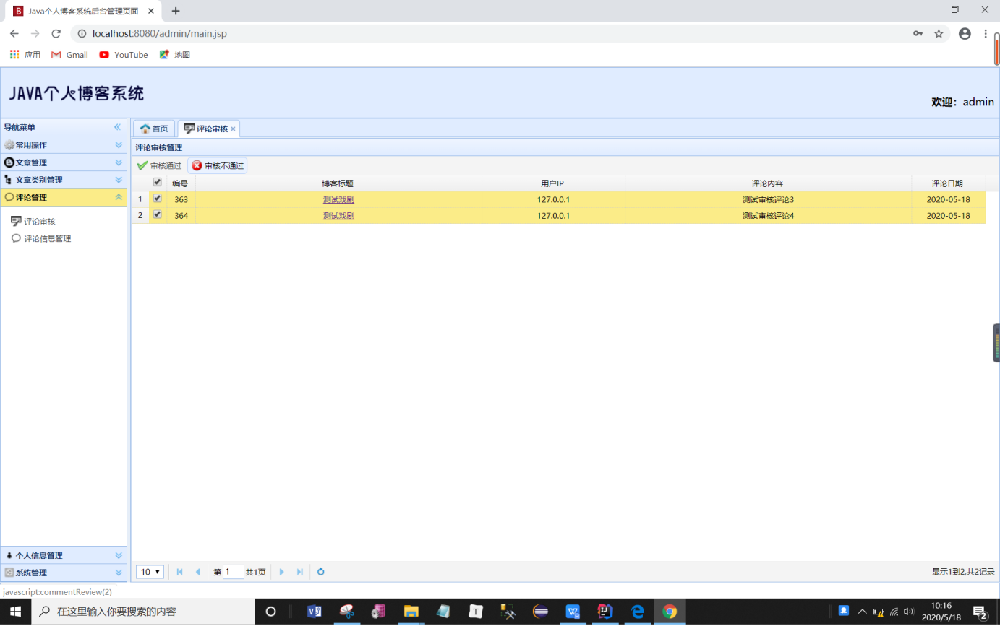 Java个人博客系统后台管理页面
localhost:8080/admin/main.jsp
应用 Gmail YouTube 地图
JAVA个人博客系统
欢迎：admin
导航菜单
常用操作
文章管理
文章类别管理
评论管理
评论审核
评论信息管理
个人信息管理
系统管理
首页 评论审核
评论审核管理
审核通过 审核不通过
编号 博客标题 用户IP 评论内容 评论日期
1 363 测试戏剧 127.0.0.1 测试审核评论3 2020-05-18
2 364 测试戏剧 127.0.0.1 测试审核评论4 2020-05-18
10 第 1 共1页 显示1到2,共2记录
javascript:commentReview(2)
在这里输入你要搜索的内容
10:16
2020/5/18
2